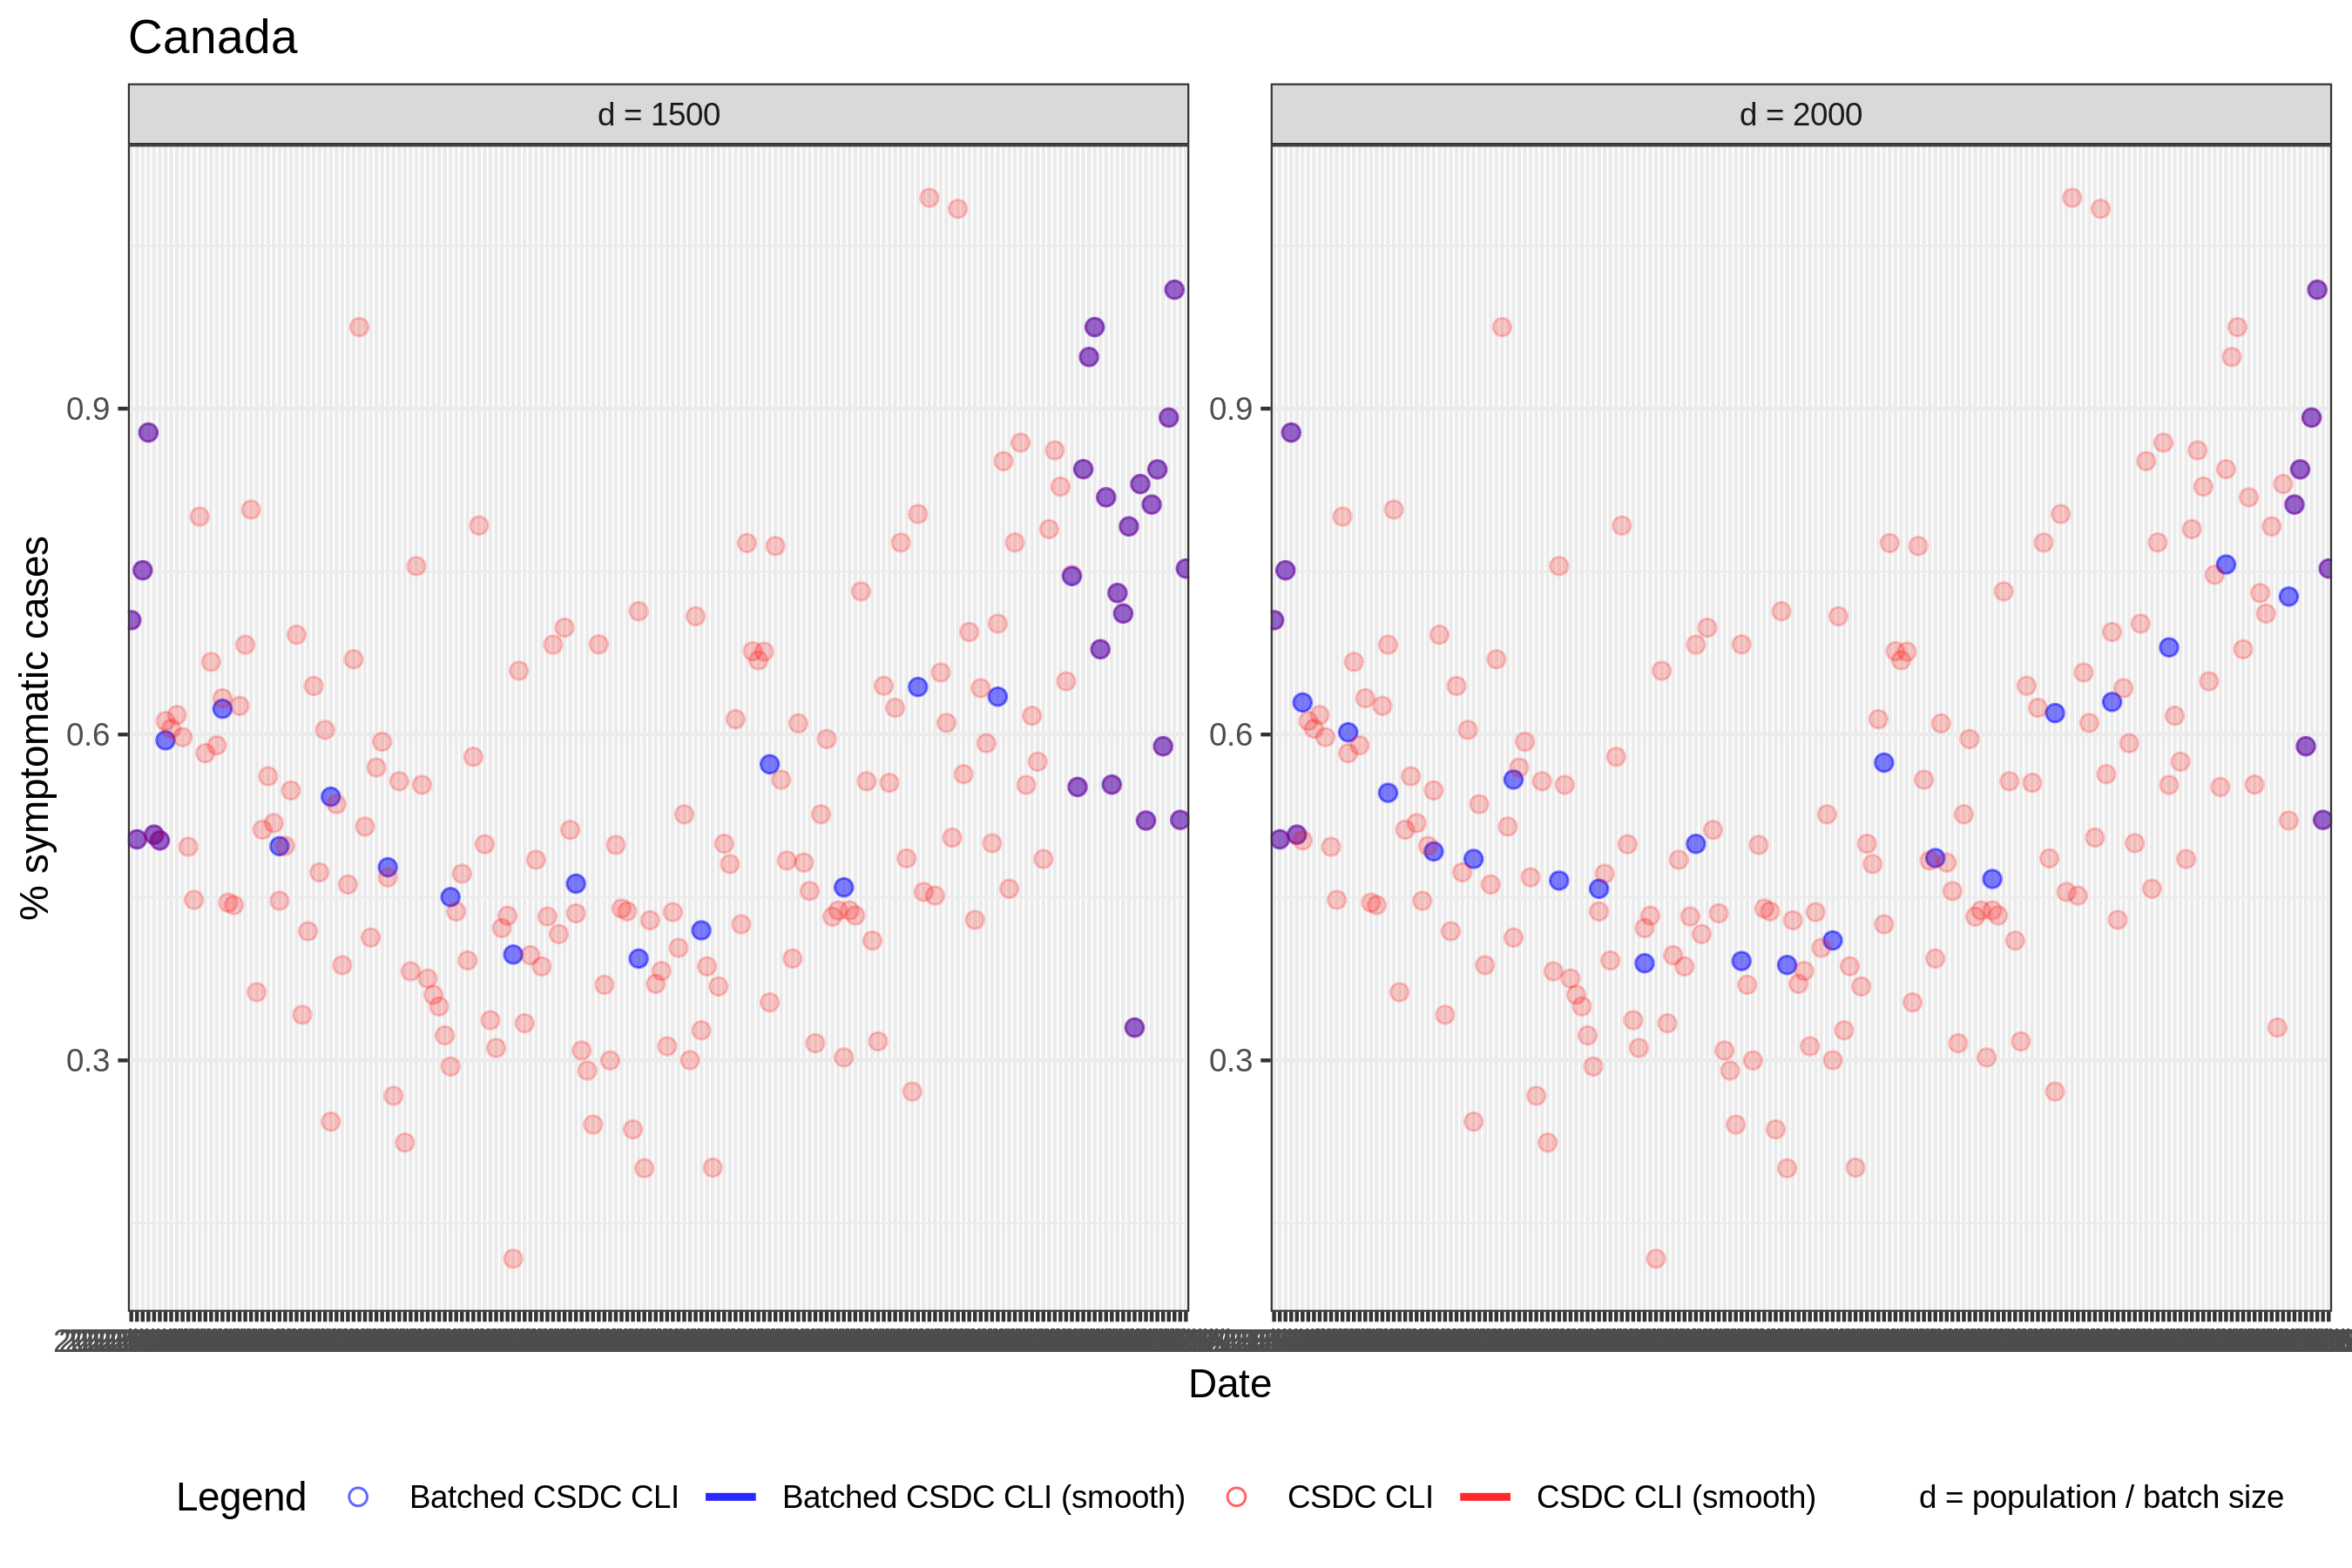 Canada
d = 1500
d = 2000
% symptomatic cases
0.9
0.6
0.3
0.9
0.6
0.3
Date
Legend
Batched CSDC CLI
Batched CSDC CLI (smooth)
CSDC CLI
CSDC CLI (smooth)
d = population / batch size